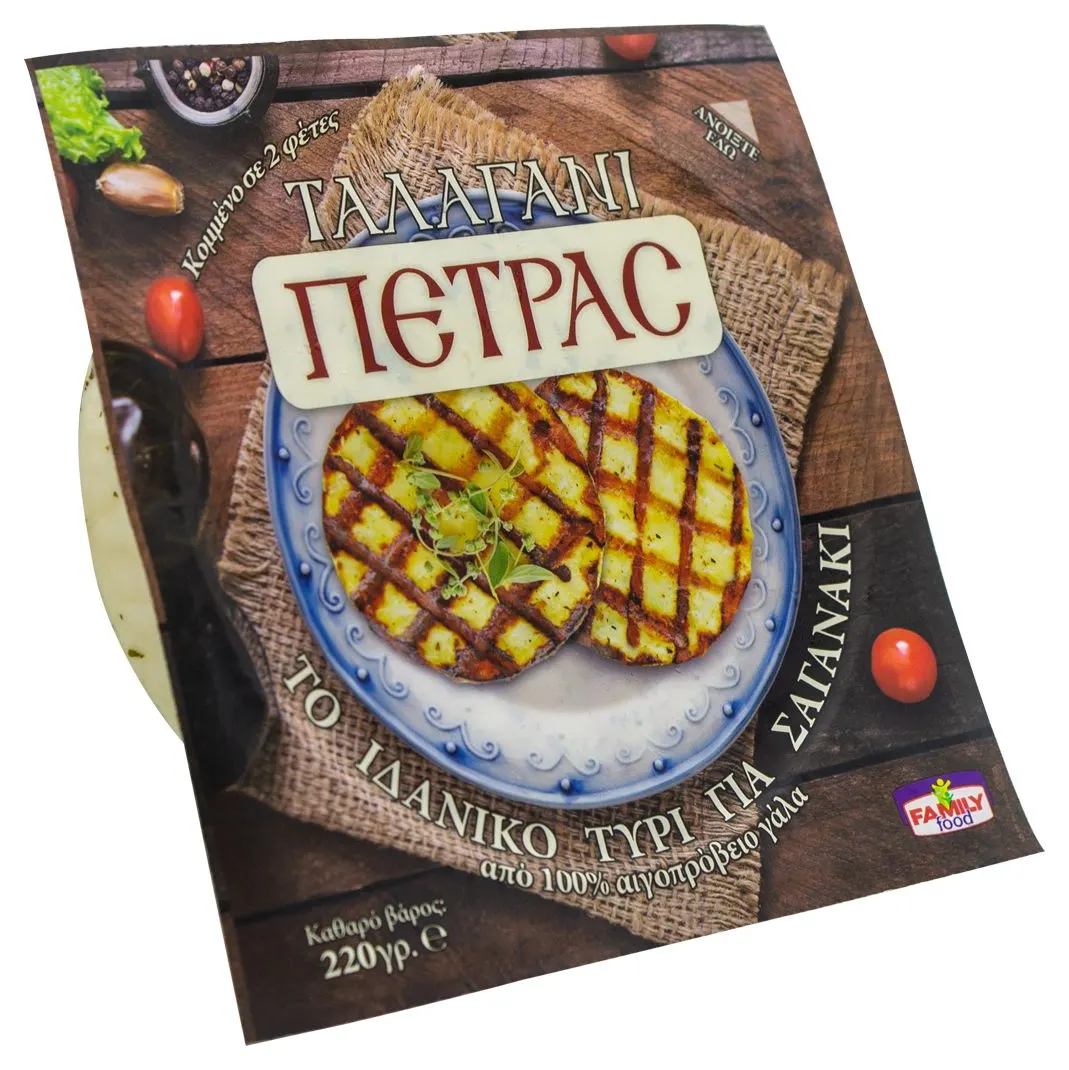 ΑΝΟΙΞΤΕ
ΕΔΩ
Κομμένο σε 2 φέτες
ΤΑΛΑΓΑΝΙ
ΠΕΤΡΑC
ΤΟ ΙΔΑΝΙΚΟ ΤΥΡΙ ΓΙΑ ΣΑΓΑΝΑΚΙ
από 100% αιγοπρόβειο γάλα
FAMILY
food
Καθαρό βάρος:
220γρ. ℮